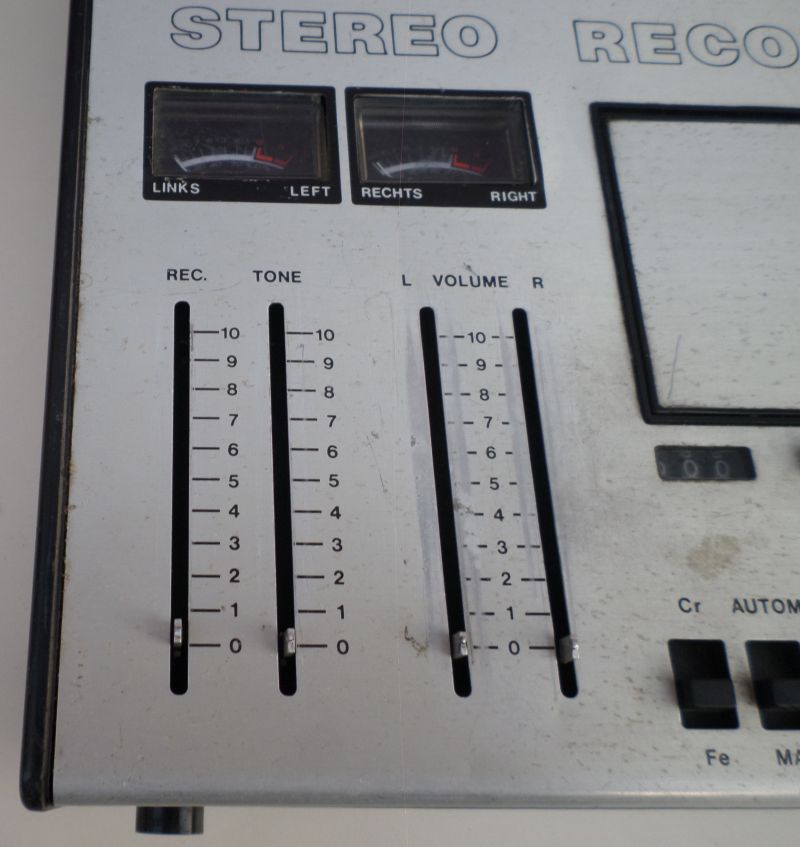 STEREO RECO
LINKS LEFT RECHTS RIGHT
REC. TONE L VOLUME R
10 10 10
9 9 9
8 8 8
7 7 7
6 6 6
5 5 5
4 4 4
3 3 3
2 2 2
1 1 1
0 0 0
0 0
Cr AUTOM
Fe MA